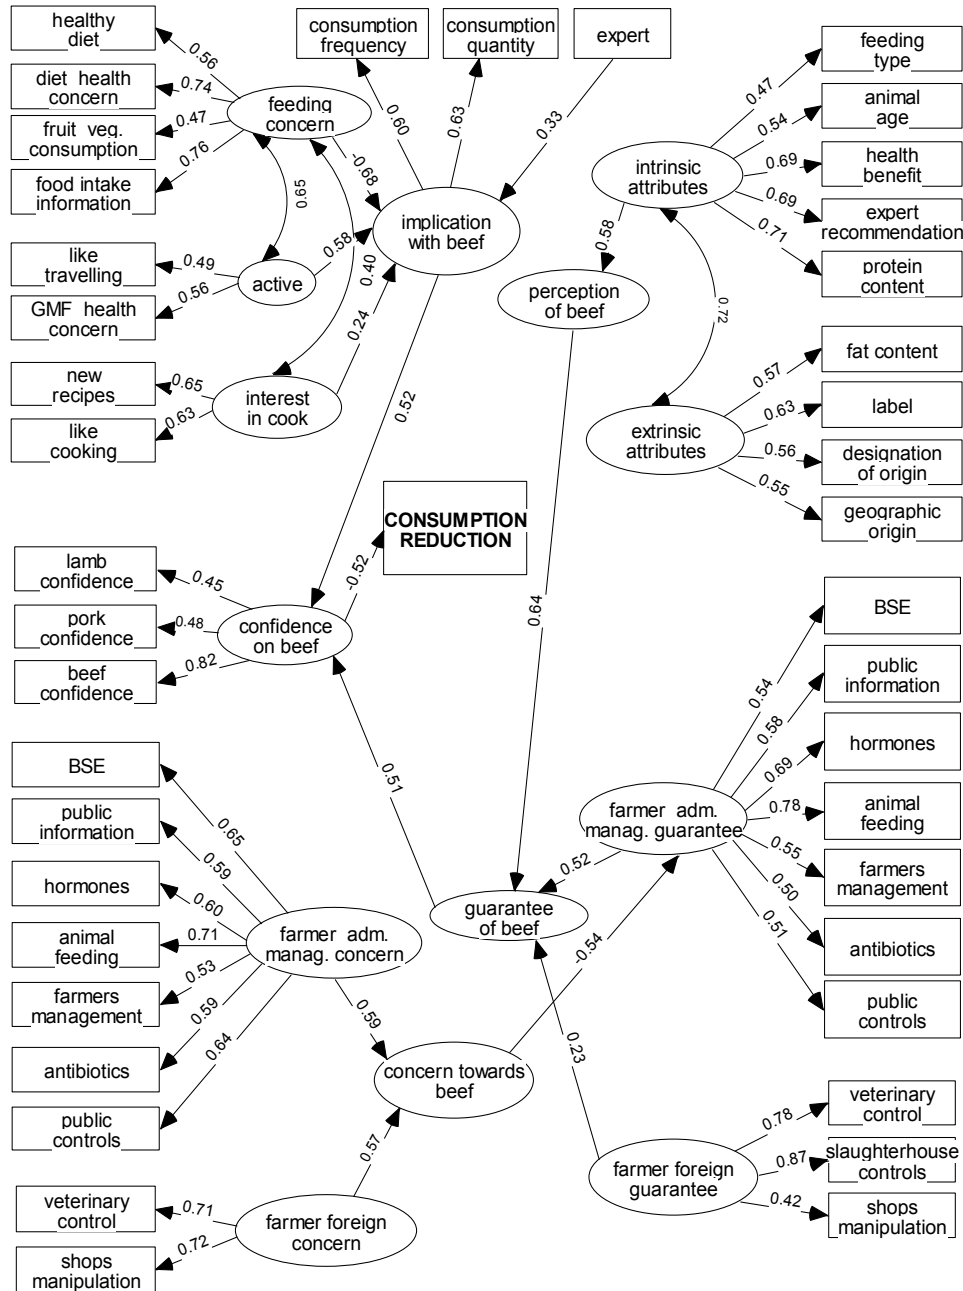 healthy
diet
consumption
frequency
consumption
quantity
expert
feeding
type
diet health
concern
fruit veg.
consumption
food intake
information
feeding
concern
0.56
0.74
0.47
0.76
0.60
0.63
0.33
-0.68
0.65
implication
with beef
intrinsic
attributes
0.47
0.54
0.69
0.69
0.71
animal
age
health
benefit
expert
recommendation
protein
content
like
travelling
GMF health
concern
0.49
0.56
active
0.58
0.40
0.24
0.58
perception
of beef
0.72
new
recipes
like
cooking
0.65
0.63
interest
in cook
0.52
extrinsic
attributes
0.57
0.63
0.56
0.55
fat content
label
designation
of origin
geographic
origin
CONSUMPTION
REDUCTION
-0.52
lamb
confidence
pork
confidence
beef
confidence
0.45
0.48
0.82
confidence
on beef
0.64
0.51
BSE
public
information
hormones
animal
feeding
farmers
management
antibiotics
public
controls
0.54
0.58
0.69
0.78
0.55
0.50
0.51
farmer adm.
manag. guarantee
0.52
guarantee
of beef
-0.54
BSE
public
information
hormones
animal
feeding
farmers
management
antibiotics
public
controls
0.65
0.59
0.60
0.71
0.53
0.59
0.64
farmer adm.
manag. concern
0.59
concern towards
beef
0.57
0.23
veterinary
control
shops
manipulation
0.71
0.72
farmer foreign
concern
farmer foreign
guarantee
0.78
0.87
0.42
veterinary
control
slaughterhouse
controls
shops
manipulation